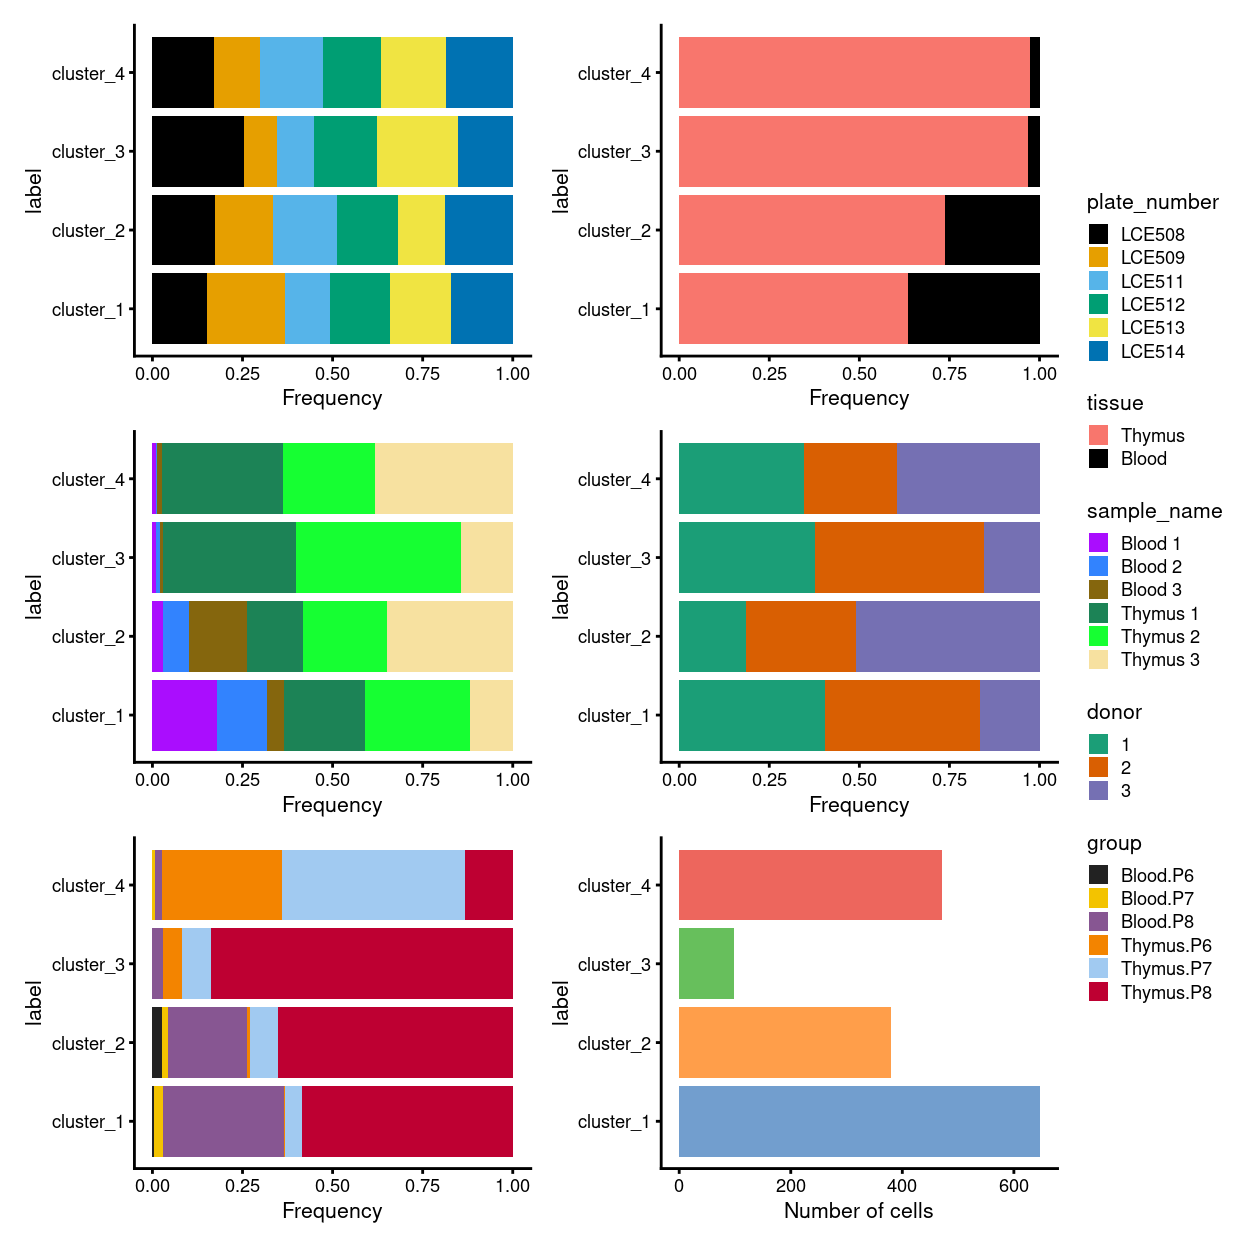 label
cluster_4
cluster_3
cluster_2
cluster_1
0.00 0.25 0.50 0.75 1.00
Frequency
label
cluster_4
cluster_3
cluster_2
cluster_1
0.00 0.25 0.50 0.75 1.00
Frequency
label
cluster_4
cluster_3
cluster_2
cluster_1
0.00 0.25 0.50 0.75 1.00
Frequency
label
cluster_4
cluster_3
cluster_2
cluster_1
0.00 0.25 0.50 0.75 1.00
Frequency
label
cluster_4
cluster_3
cluster_2
cluster_1
0.00 0.25 0.50 0.75 1.00
Frequency
label
cluster_4
cluster_3
cluster_2
cluster_1
0 200 400 600
Number of cells
plate_number
LCE508
LCE509
LCE511
LCE512
LCE513
LCE514
tissue
Thymus
Blood
sample_name
Blood 1
Blood 2
Blood 3
Thymus 1
Thymus 2
Thymus 3
donor
1
2
3
group
Blood.P6
Blood.P7
Blood.P8
Thymus.P6
Thymus.P7
Thymus.P8